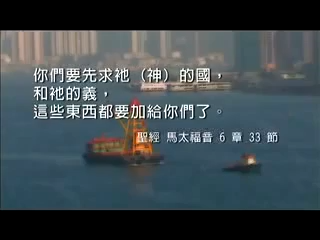 你們要先求祂（神）的國，
和祂的義，
這些東西都要加給你們了。
聖經 馬太福音 6 章 33 節